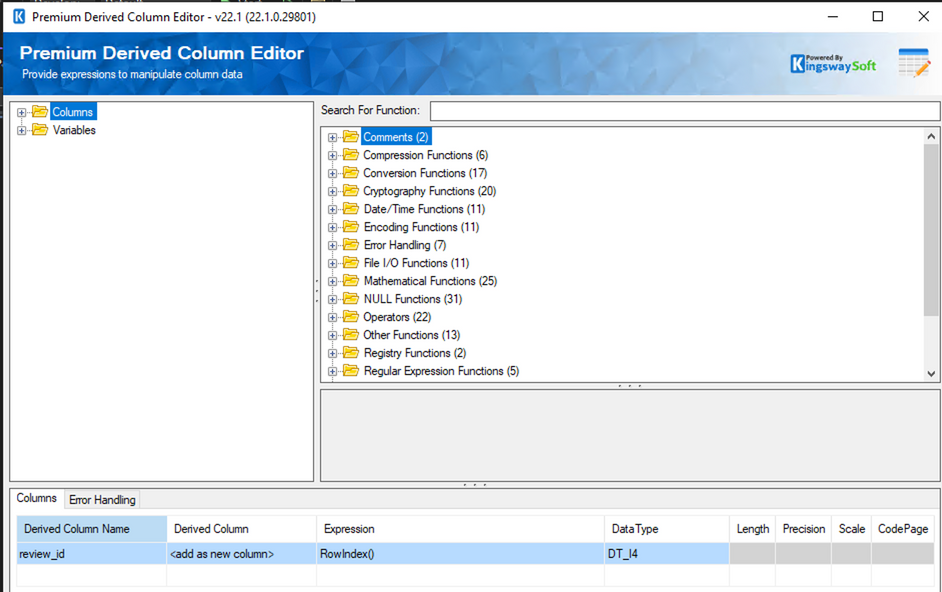 Premium Derived Column Editor - v22.1 (22.1.0.29801)
Premium Derived Column Editor
Provide expressions to manipulate column data
Powered By
KingswaySoft
Columns
Variables
Search For Function:
Comments (2)
Compression Functions (6)
Conversion Functions (17)
Cryptography Functions (20)
Date/Time Functions (11)
Encoding Functions (11)
Error Handling (7)
File I/O Functions (11)
Mathematical Functions (25)
NULL Functions (31)
Operators (22)
Other Functions (13)
Registry Functions (2)
Regular Expression Functions (5)
Columns Error Handling
Derived Column Name Derived Column Expression DataType Length Precision Scale CodePage
review_id <add as new column> RowIndex() DT_I4